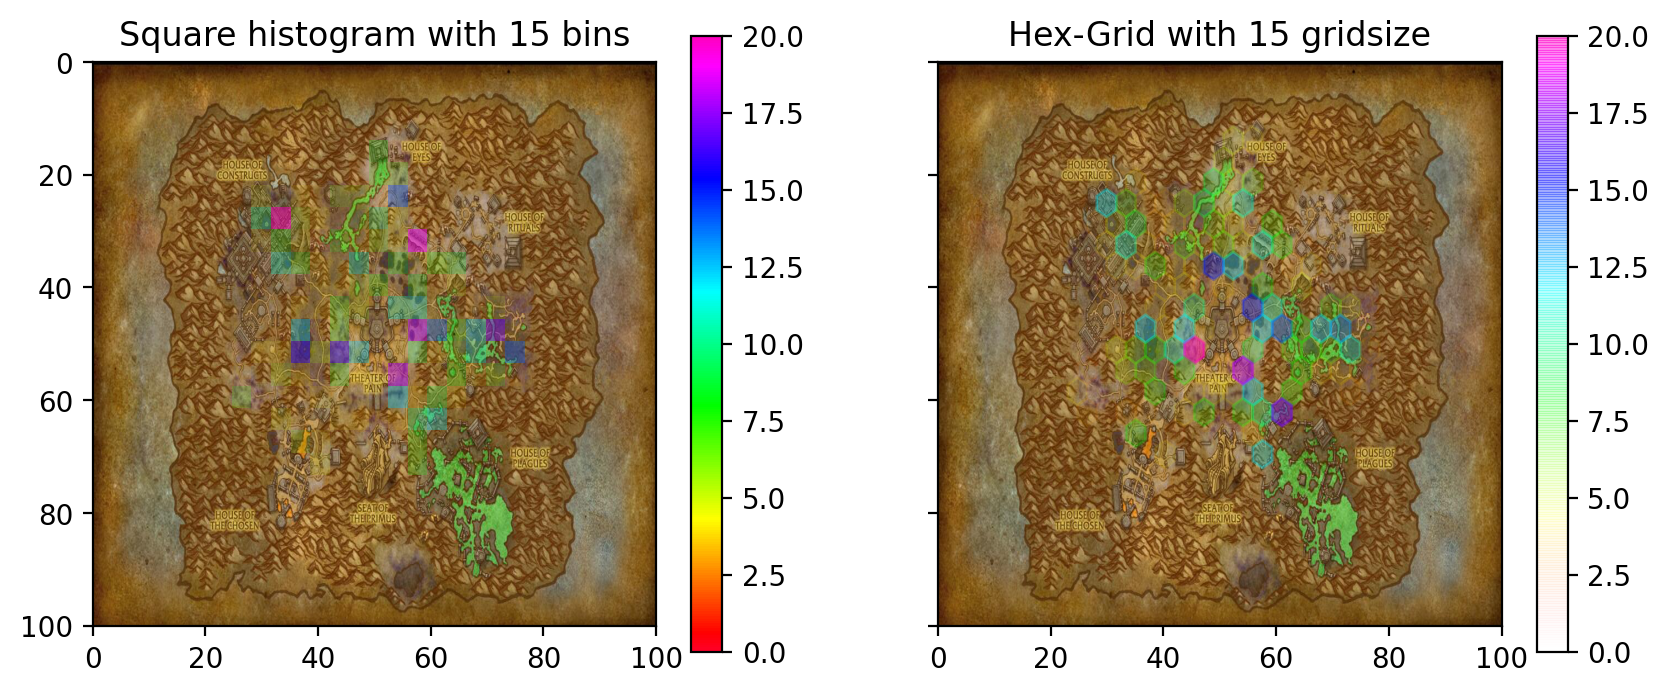 Square histogram with 15 bins
0
20
40
60
80
100
0
20
40
60
80
100
HOUSE OF
EYES
HOUSE OF
CONSTRUCTS
HOUSE OF
RITUALS
THEATER OF
PAIN
HOUSE OF
PLAGUES
SEAT OF
THE PRIMUS
HOUSE OF
THE CHOSEN
20.0
17.5
15.0
12.5
10.0
7.5
5.0
2.5
0.0
Hex-Grid with 15 gridsize
HOUSE OF
EYES
HOUSE OF
CONSTRUCTS
HOUSE OF
RITUALS
THEATER OF
PAIN
HOUSE OF
PLAGUES
SEAT OF
THE PRIMUS
HOUSE OF
THE CHOSEN
0
20
40
60
80
100
20.0
17.5
15.0
12.5
10.0
7.5
5.0
2.5
0.0